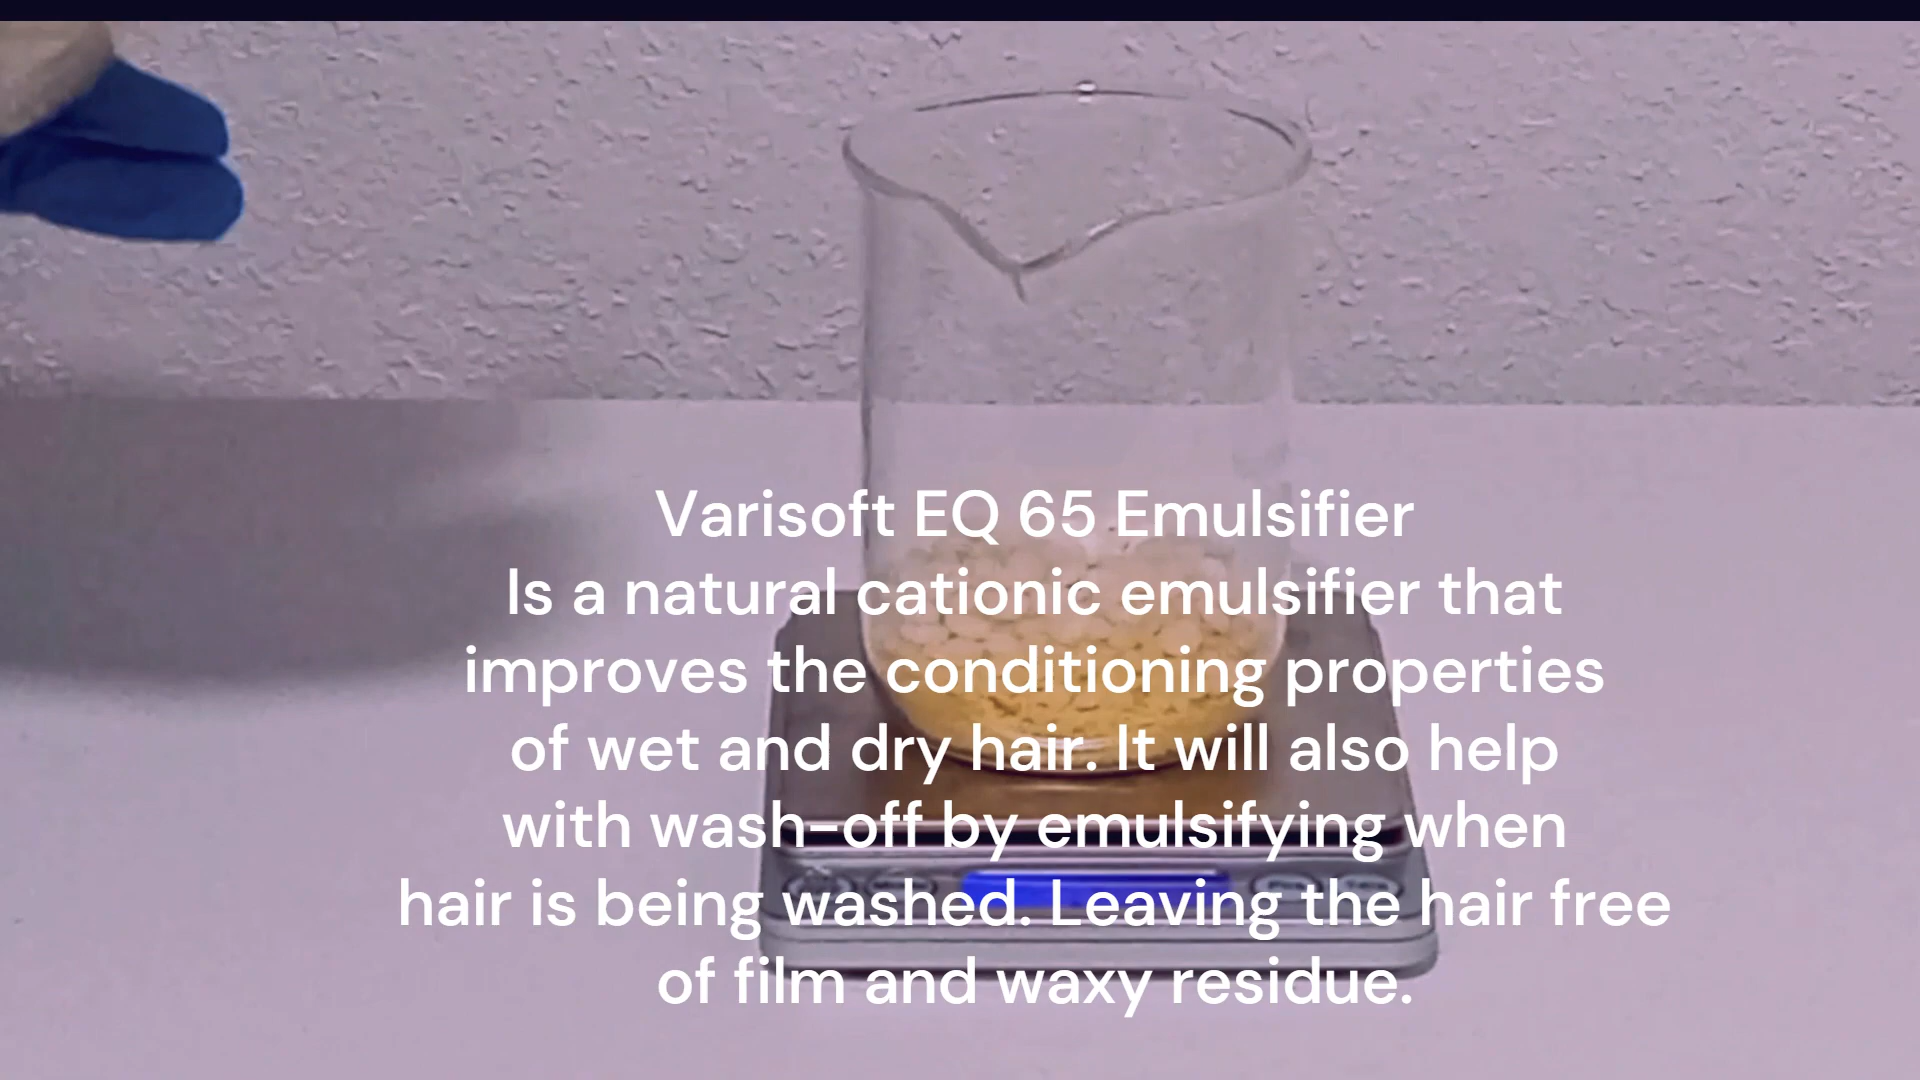 Varisoft EQ 65 Emulsifier
Is a natural cationic emulsifier that
improves the conditioning properties
of wet and dry hair. It will also help
with wash-off by emulsifying when
hair is being washed. Leaving the hair free
of film and waxy residue.